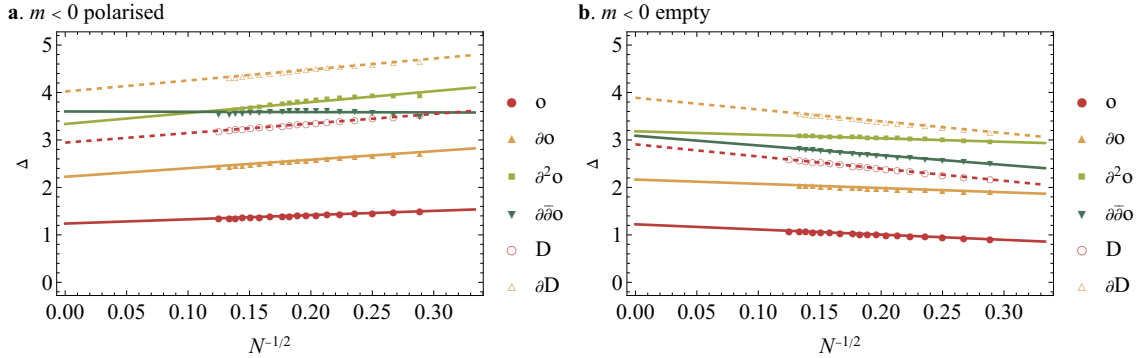 a. m < 0 polarised
5
4
3
2
1
0
Δ
0.00 0.05 0.10 0.15 0.20 0.25 0.30
N^{-1/2}
o
∂o
∂²o
∂∂̄o
D
∂D
b. m < 0 empty
5
4
3
2
1
0
Δ
0.00 0.05 0.10 0.15 0.20 0.25 0.30
N^{-1/2}
o
∂o
∂²o
∂∂̄o
D
∂D